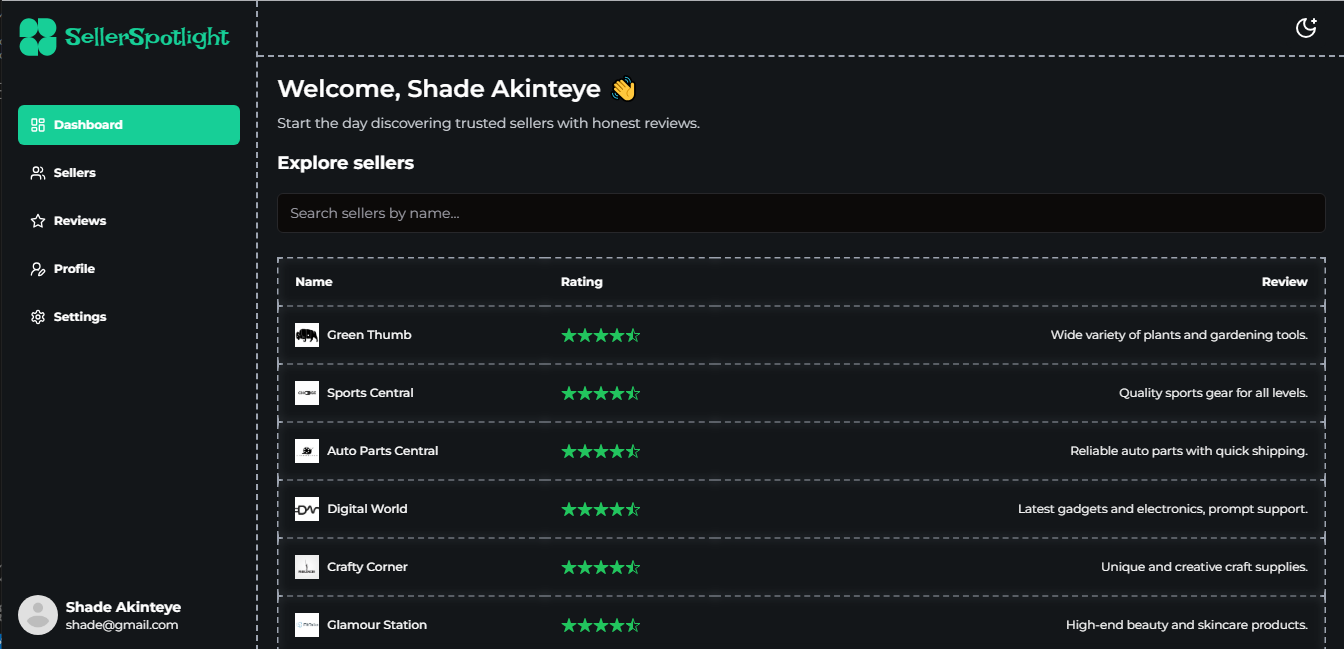 SellerSpotlight
Dashboard
Sellers
Reviews
Profile
Settings
Shade Akinteye
shade@gmail.com
Welcome, Shade Akinteye 👋
Start the day discovering trusted sellers with honest reviews.
Explore sellers
Search sellers by name...
Name Rating Review
Green Thumb Wide variety of plants and gardening tools.
Sports Central Quality sports gear for all levels.
Auto Parts Central Reliable auto parts with quick shipping.
Digital World Latest gadgets and electronics, prompt support.
Crafty Corner Unique and creative craft supplies.
Glamour Station High-end beauty and skincare products.